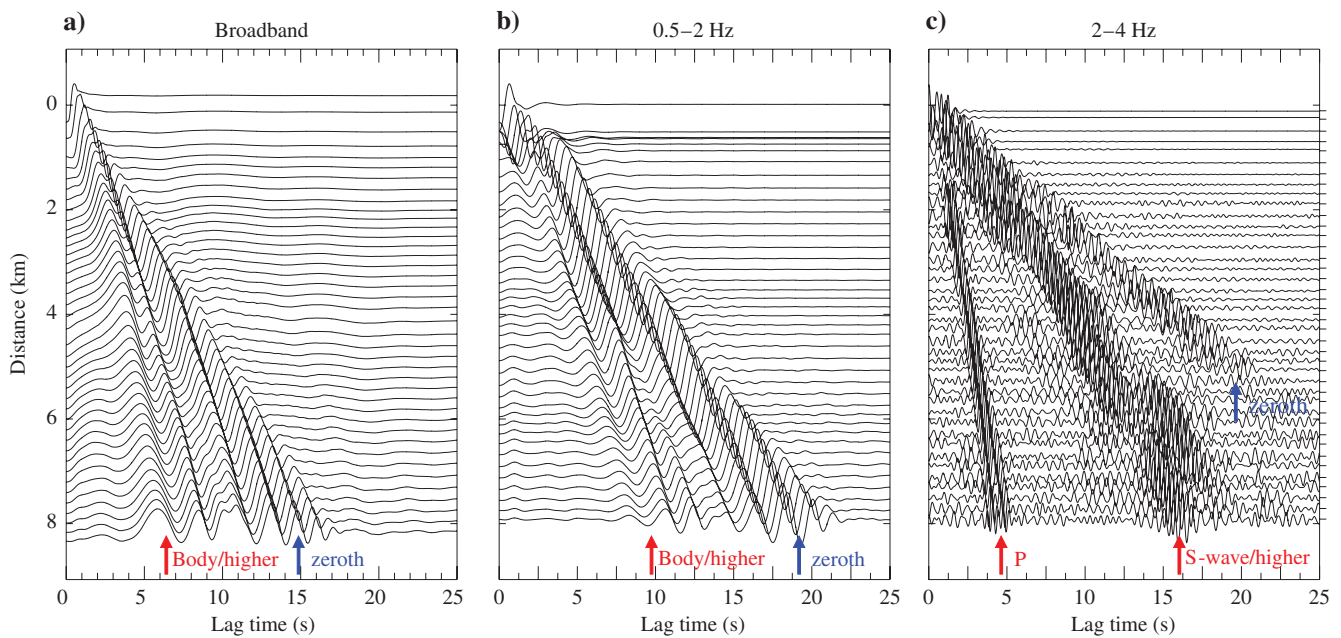 a) Broadband
b) 0.5–2 Hz
c) 2–4 Hz
Distance (km)
0
2
4
6
8
Body/higher
zeroth
Body/higher
zeroth
zeroth
P
S-wave/higher
0 5 10 15 20 25
0 5 10 15 20 25
0 5 10 15 20 25
Lag time (s)
Lag time (s)
Lag time (s)